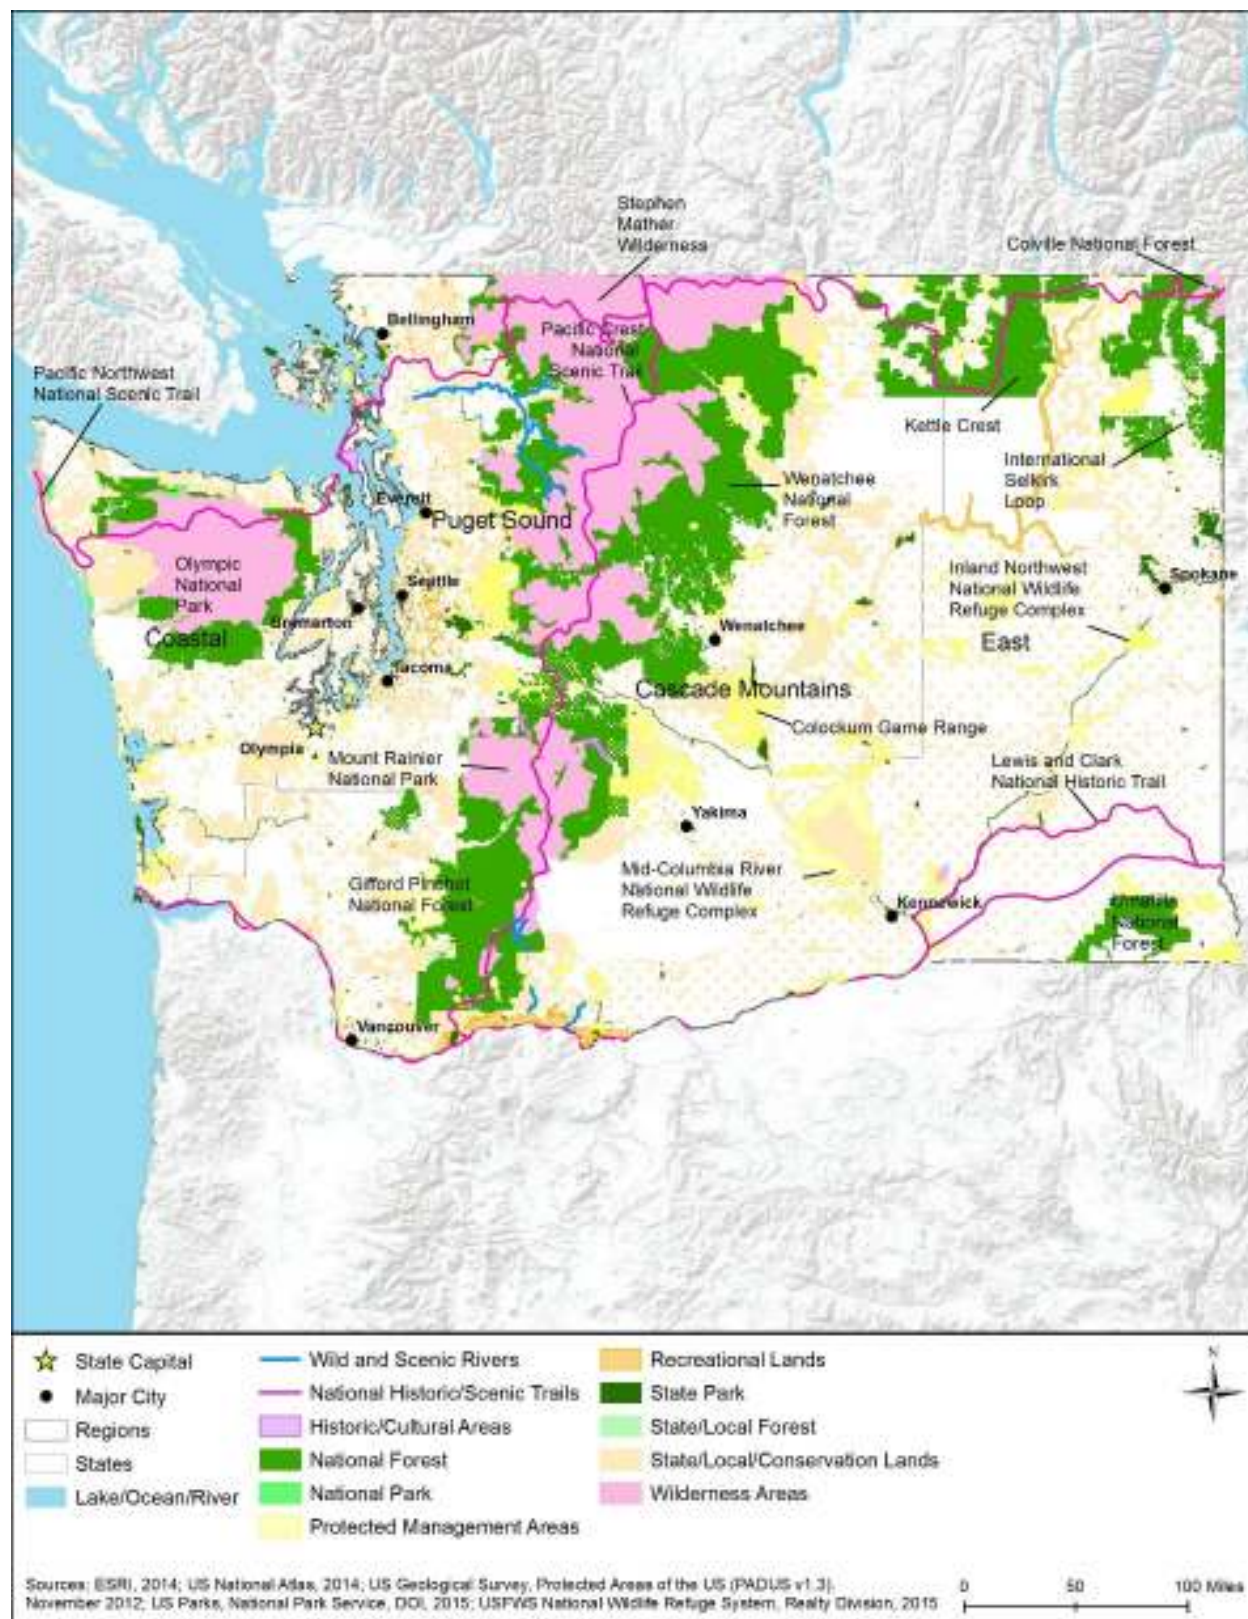 Stephen
Mather
Wilderness
Colville National Forest
Bellingham
Pacific Crest
National
Scenic Trail
Pacific Northwest
National Scenic Trail
Kettle Crest
International
Selkirk
Loop
Wenatchee
National
Forest
Everett
Puget Sound
Olympic
National
Park
Seattle
Bremerton
Coastal
Inland Northwest
National Wildlife
Refuge Complex
Spokane
Wenatchee
East
Tacoma
Cascade Mountains
Colockum Game Range
Olympia
Mount Rainier
National Park
Lewis and Clark
National Historic Trail
Yakima
Mid-Columbia River
National Wildlife
Refuge Complex
Gifford Pinchot
National Forest
Kennewick
Umatilla
National
Forest
Vancouver
State Capital
Major City
Regions
States
Lake/Ocean/River
Wild and Scenic Rivers
National Historic/Scenic Trails
Historic/Cultural Areas
National Forest
National Park
Protected Management Areas
Recreational Lands
State Park
State/Local Forest
State/Local/Conservation Lands
Wilderness Areas
N
Sources: ESRI, 2014; US National Atlas, 2014; US Geological Survey, Protected Areas of the US (PADUS v1.3).
November 2012; US Parks, National Park Service, DOI, 2015; USFWS National Wildlife Refuge System, Realty Division, 2015
0 50 100 Miles